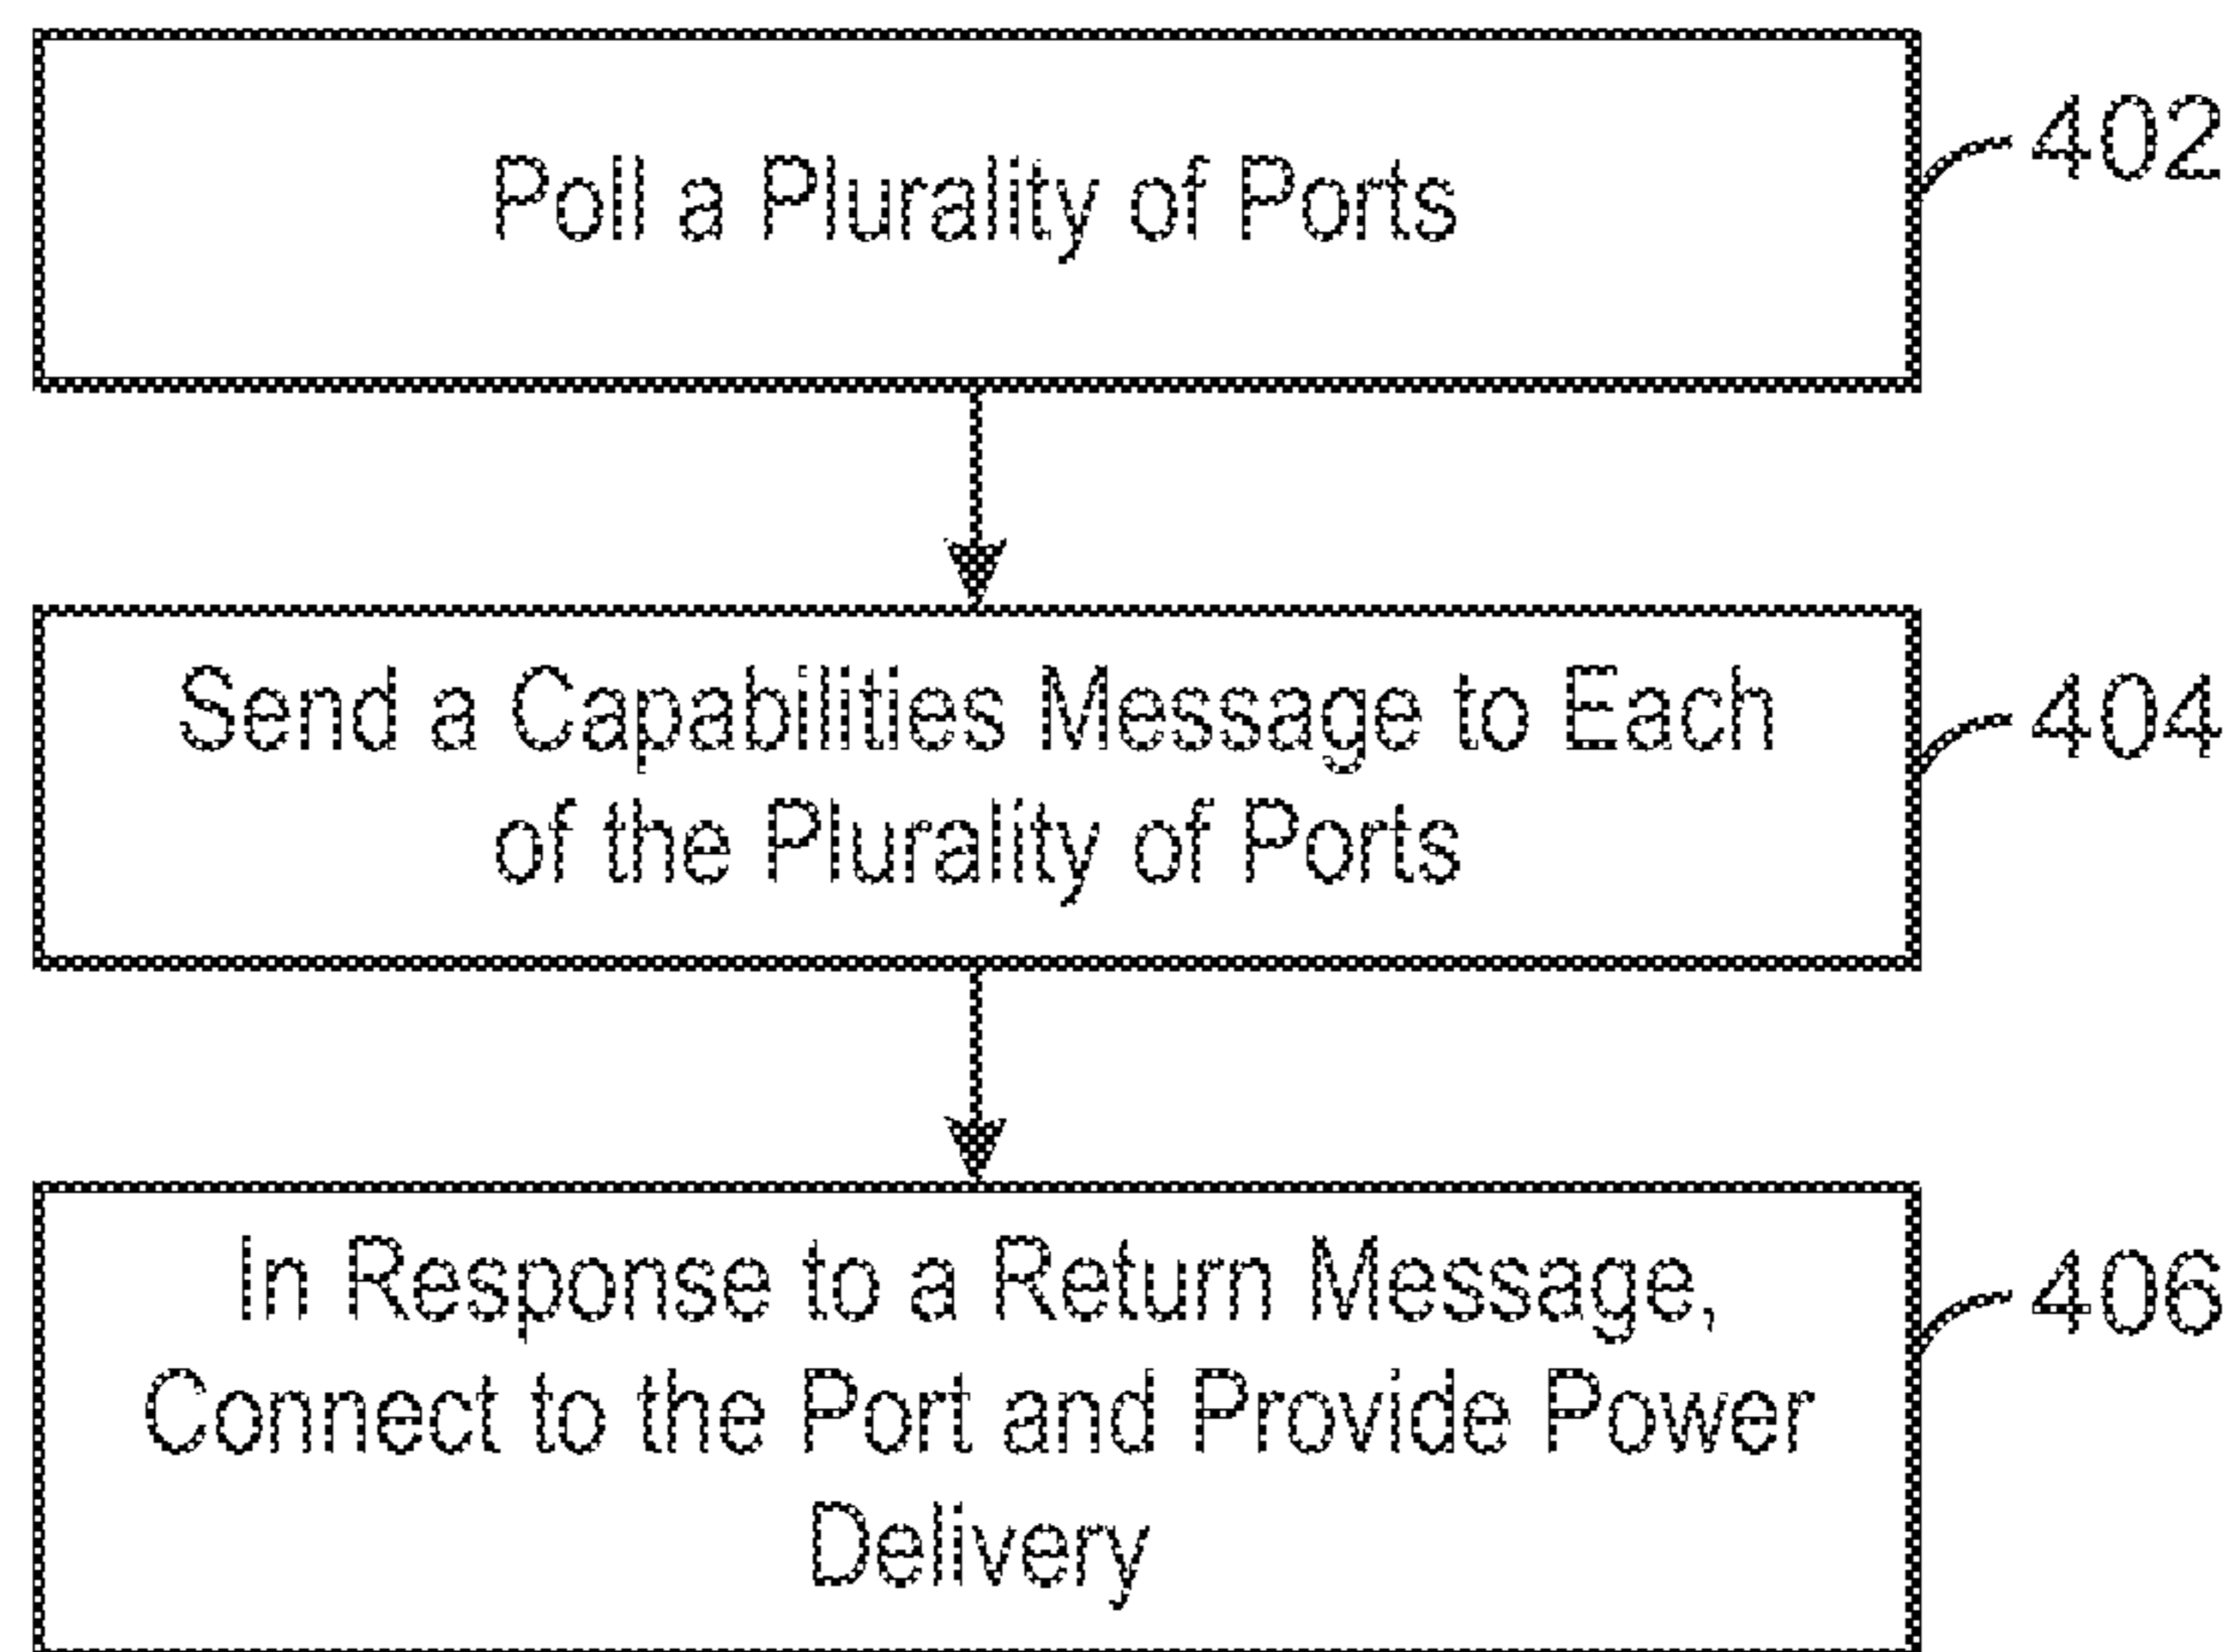 Poll a Plurality of Ports
402
Send a Capabilities Message to Each
of the Plurality of Ports
404
In Response to a Return Message,
Connect to the Port and Provide Power
Delivery
406